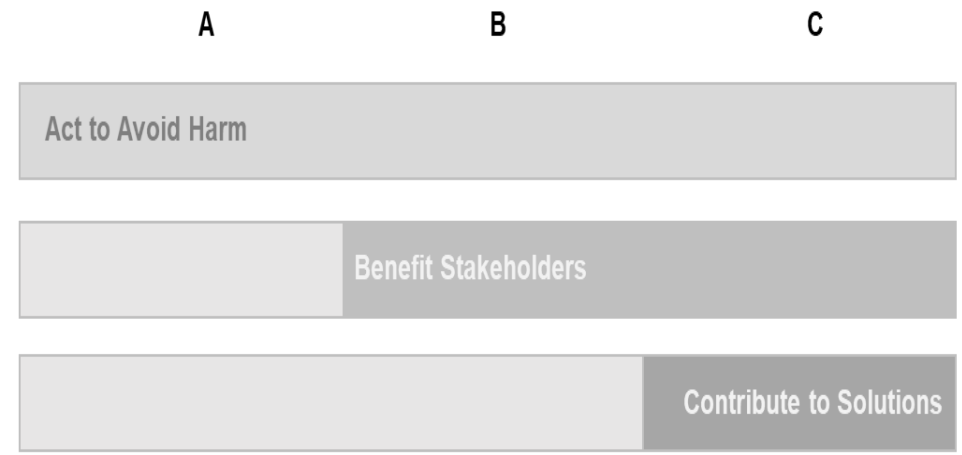 A B C
Act to Avoid Harm
Benefit Stakeholders
Contribute to Solutions